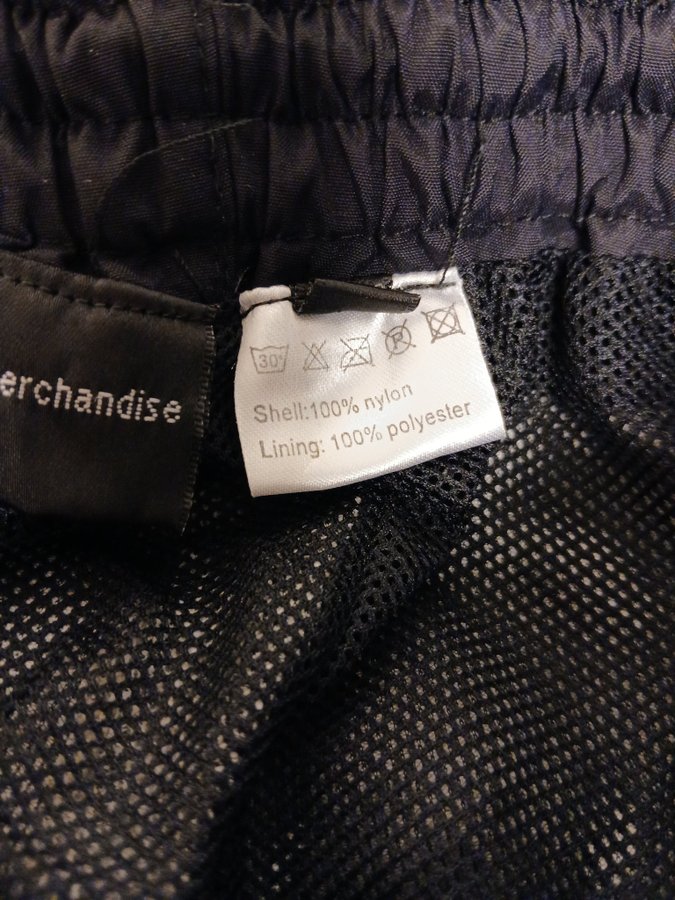 erchandise
30°
P
Shell:100% nylon
Lining: 100% polyester